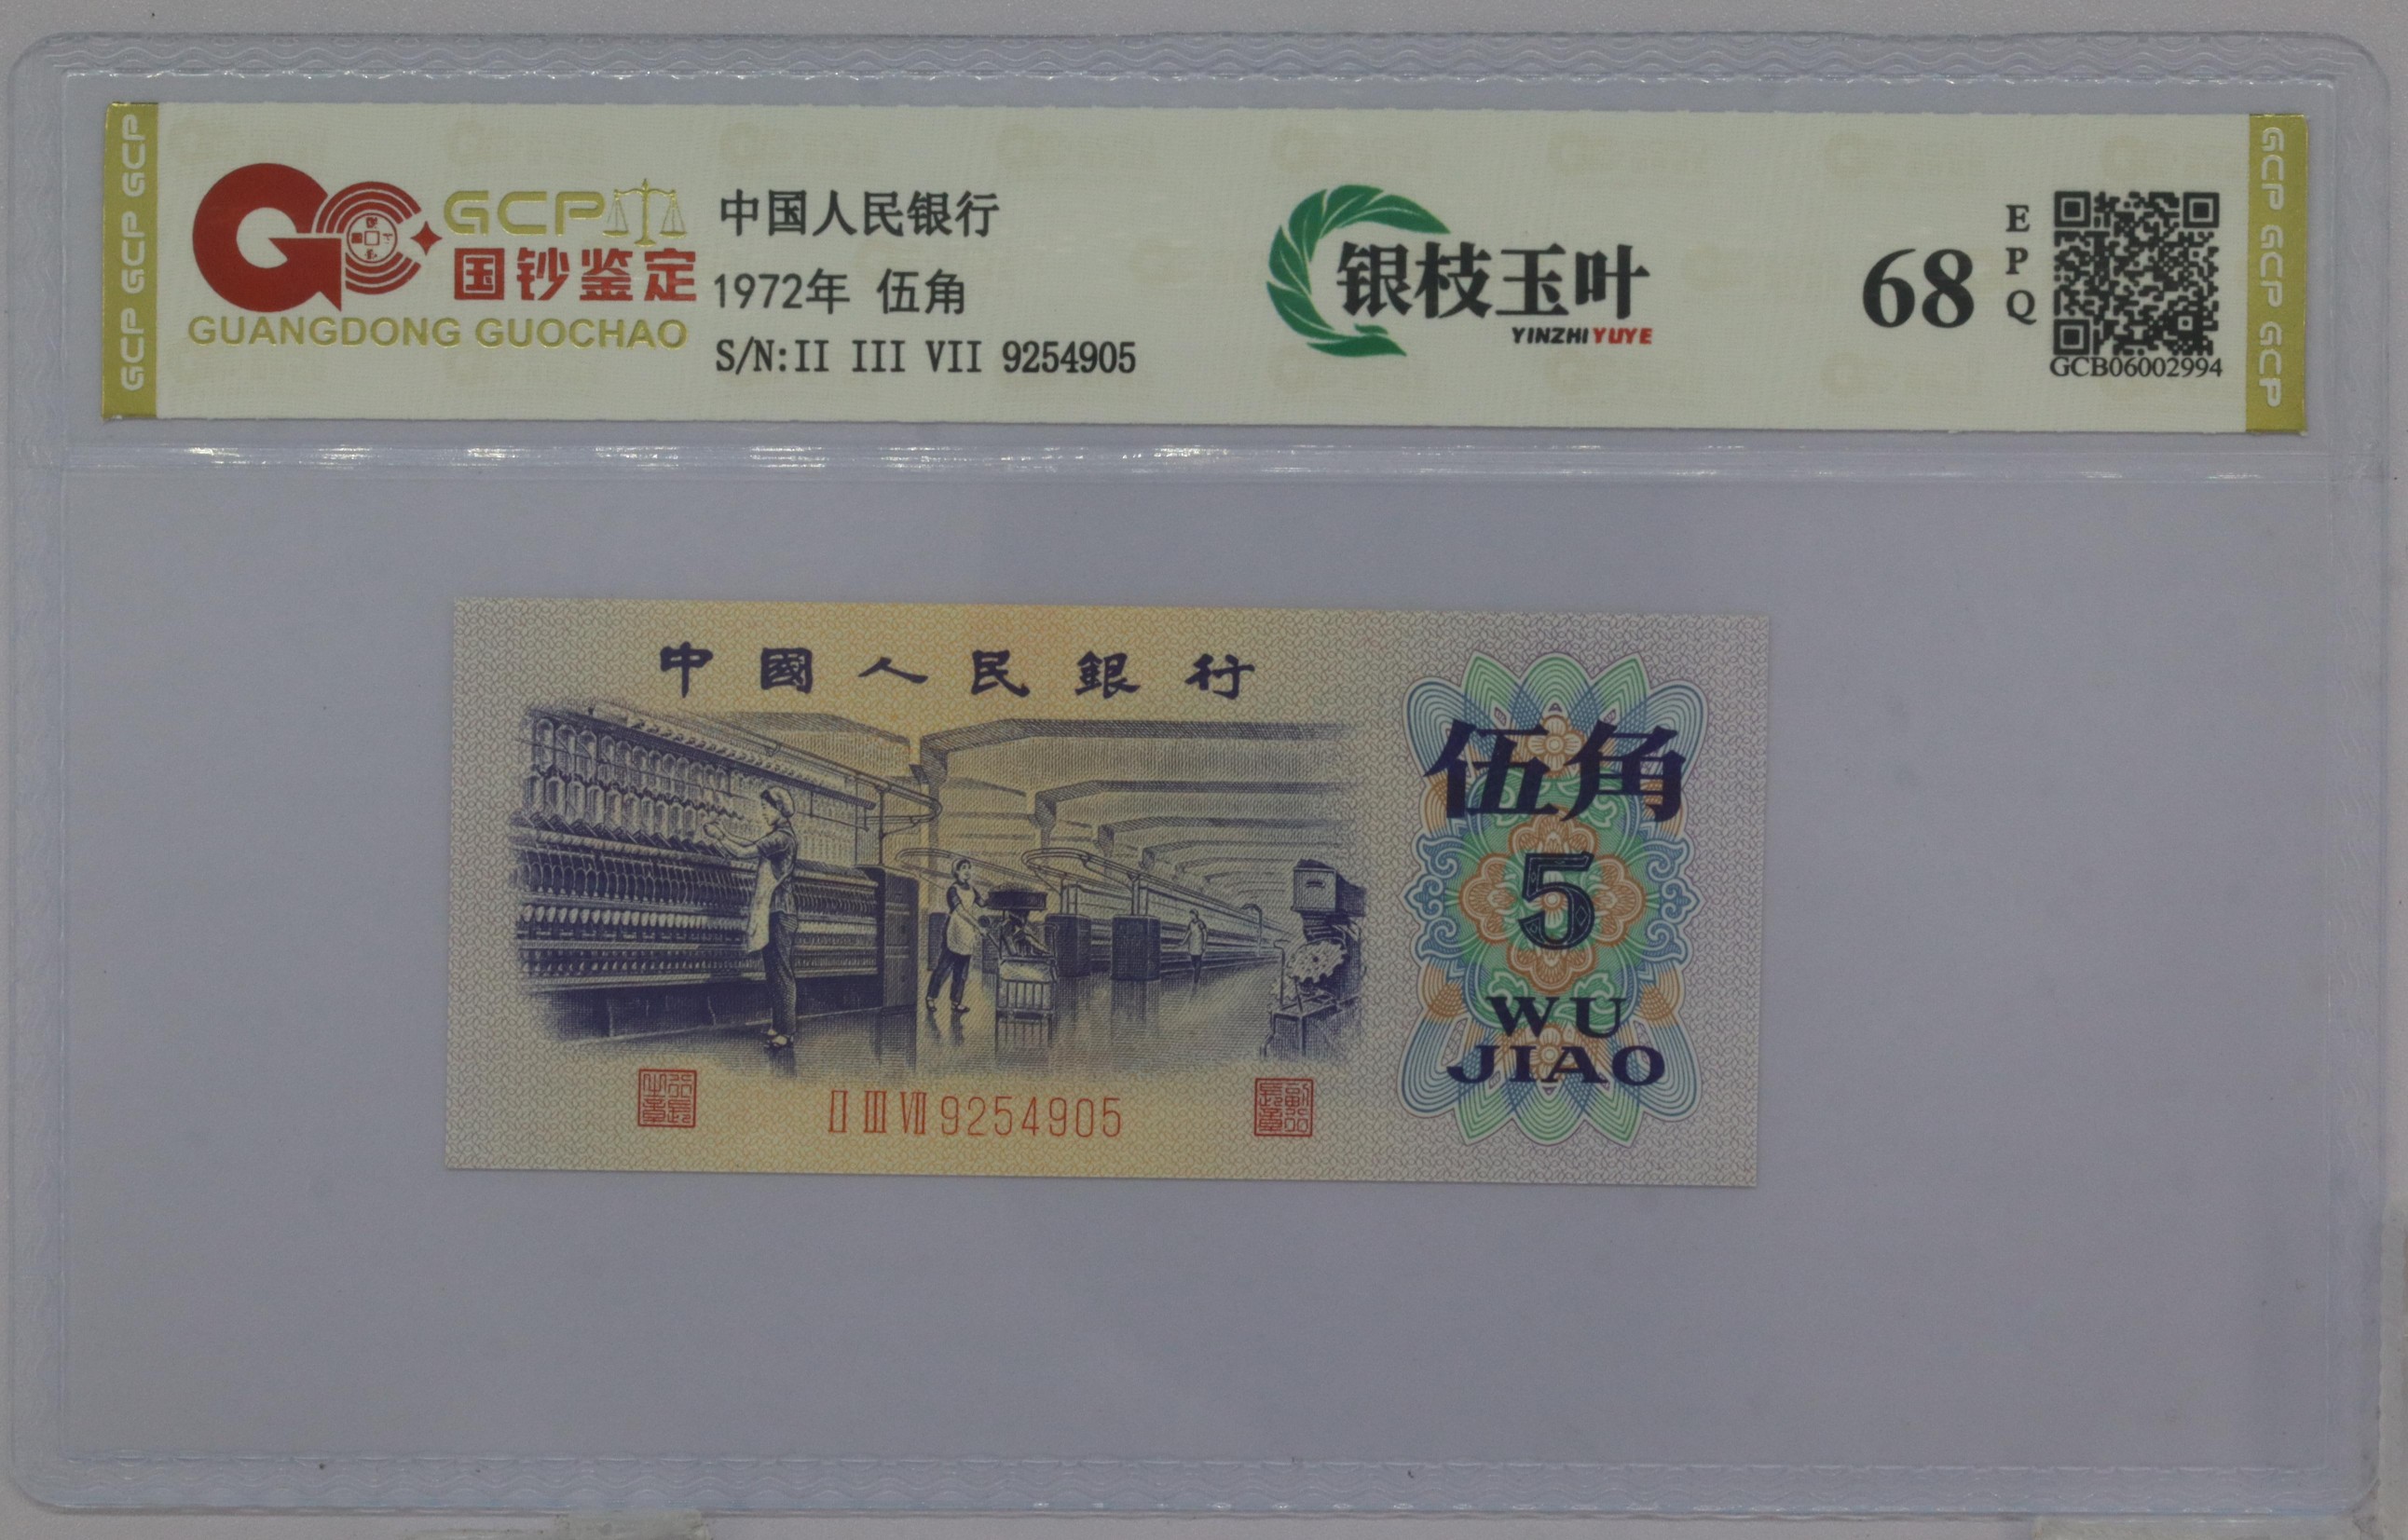 GCP GCP GCP
GCP
国钞鉴定
GUANGDONG GUOCHAO
中国人民银行
1972年 伍角
S/N:II III VII 9254905
银枝玉叶
YINZHI YUYE
68
EPQ
GCB06002994
GCP GCP GCP
中國人民銀行
伍角
5
WU
JIAO
II III VII 9254905